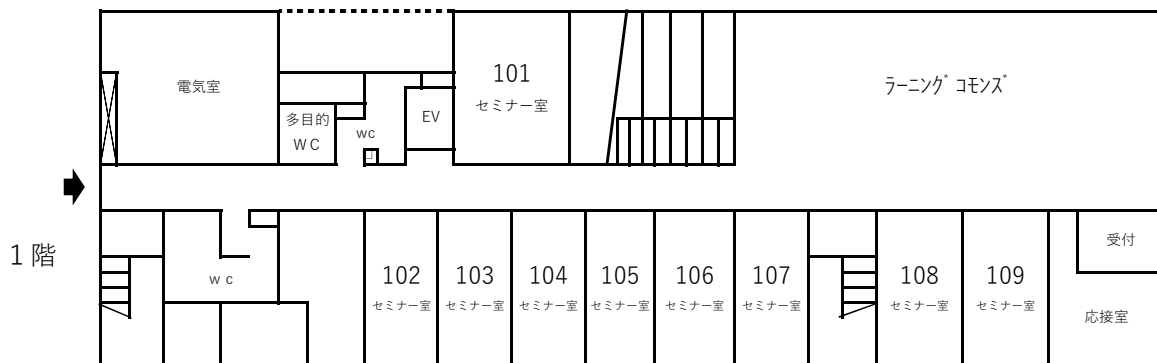 電気室
多目的
WC
wc
EV
101
セミナー室
ﾗｰﾆﾝｸﾞｺﾓﾝｽﾞ
1階
wc
102
セミナー室
103
セミナー室
104
セミナー室
105
セミナー室
106
セミナー室
107
セミナー室
108
セミナー室
109
セミナー室
受付
応接室